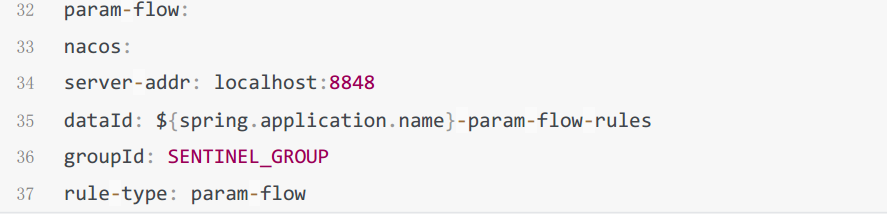 32 param-flow:
33 nacos:
34 server-addr: localhost:8848
35 dataId: ${spring.application.name}-param-flow-rules
36 groupId: SENTINEL_GROUP
37 rule-type: param-flow